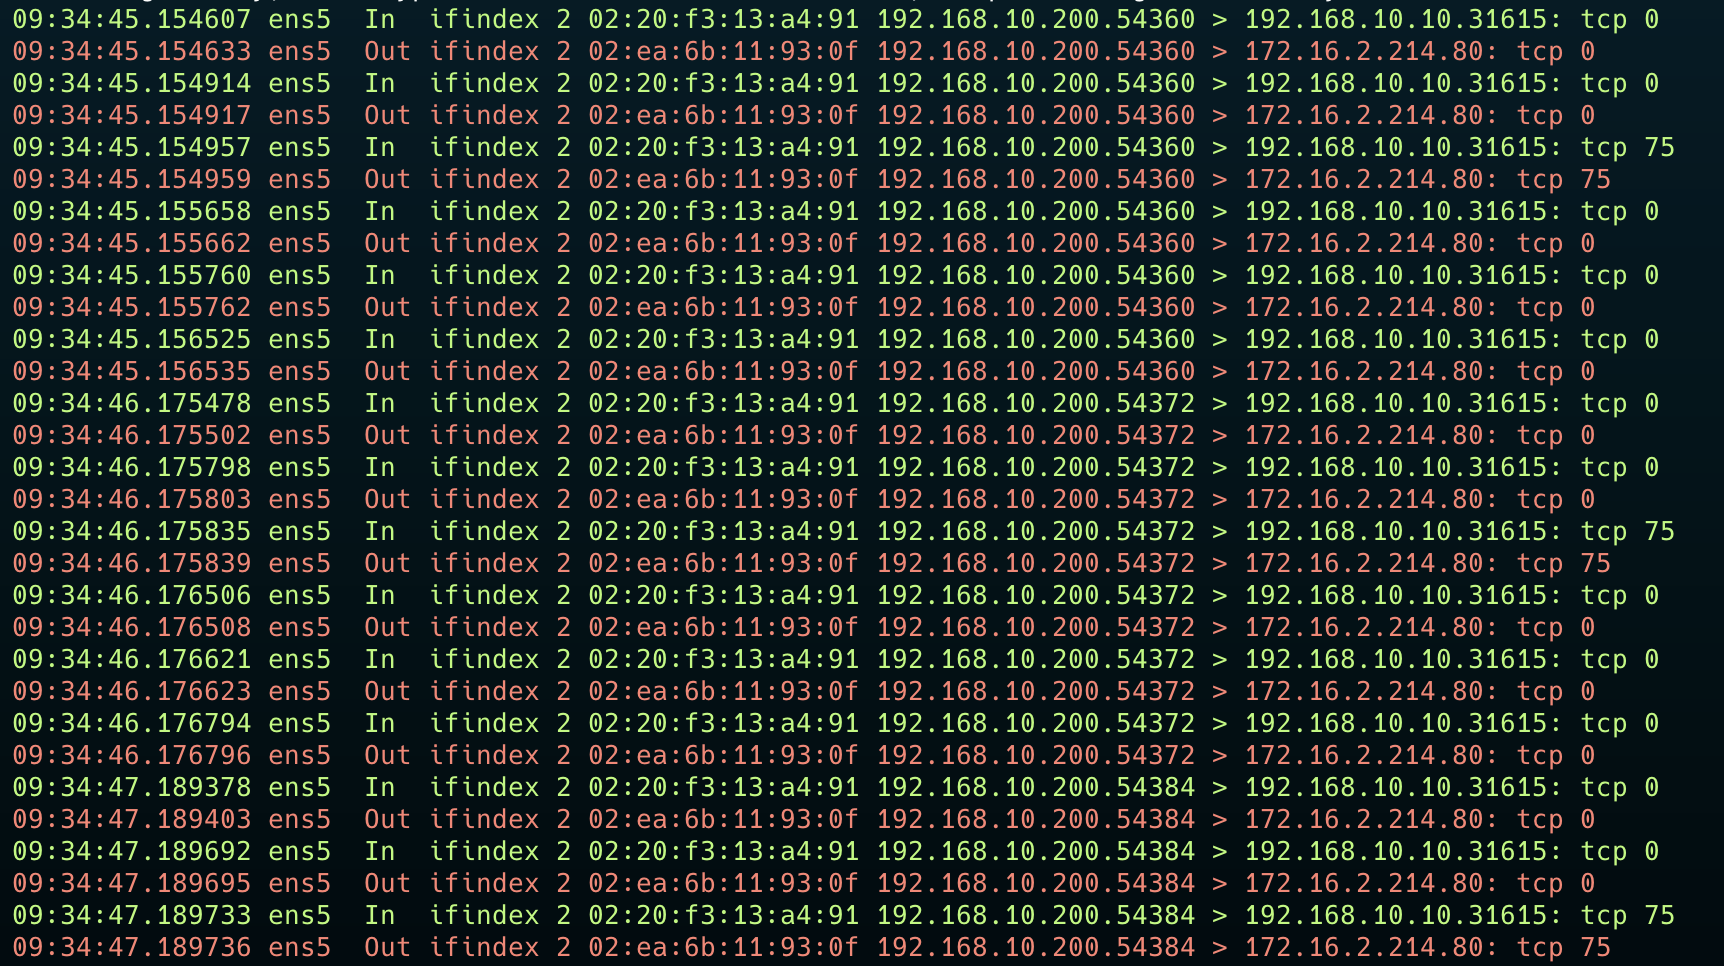 09:34:45.154607 ens5  In  ifindex 2 02:20:f3:13:a4:91 192.168.10.200.54360 > 192.168.10.10.31615: tcp 0
09:34:45.154633 ens5  Out ifindex 2 02:ea:6b:11:93:0f 192.168.10.200.54360 > 172.16.2.214.80: tcp 0
09:34:45.154914 ens5  In  ifindex 2 02:20:f3:13:a4:91 192.168.10.200.54360 > 192.168.10.10.31615: tcp 0
09:34:45.154917 ens5  Out ifindex 2 02:ea:6b:11:93:0f 192.168.10.200.54360 > 172.16.2.214.80: tcp 0
09:34:45.154957 ens5  In  ifindex 2 02:20:f3:13:a4:91 192.168.10.200.54360 > 192.168.10.10.31615: tcp 75
09:34:45.154959 ens5  Out ifindex 2 02:ea:6b:11:93:0f 192.168.10.200.54360 > 172.16.2.214.80: tcp 75
09:34:45.155658 ens5  In  ifindex 2 02:20:f3:13:a4:91 192.168.10.200.54360 > 192.168.10.10.31615: tcp 0
09:34:45.155662 ens5  Out ifindex 2 02:ea:6b:11:93:0f 192.168.10.200.54360 > 172.16.2.214.80: tcp 0
09:34:45.155760 ens5  In  ifindex 2 02:20:f3:13:a4:91 192.168.10.200.54360 > 192.168.10.10.31615: tcp 0
09:34:45.155762 ens5  Out ifindex 2 02:ea:6b:11:93:0f 192.168.10.200.54360 > 172.16.2.214.80: tcp 0
09:34:45.156525 ens5  In  ifindex 2 02:20:f3:13:a4:91 192.168.10.200.54360 > 192.168.10.10.31615: tcp 0
09:34:45.156535 ens5  Out ifindex 2 02:ea:6b:11:93:0f 192.168.10.200.54360 > 172.16.2.214.80: tcp 0
09:34:46.175478 ens5  In  ifindex 2 02:20:f3:13:a4:91 192.168.10.200.54372 > 192.168.10.10.31615: tcp 0
09:34:46.175502 ens5  Out ifindex 2 02:ea:6b:11:93:0f 192.168.10.200.54372 > 172.16.2.214.80: tcp 0
09:34:46.175798 ens5  In  ifindex 2 02:20:f3:13:a4:91 192.168.10.200.54372 > 192.168.10.10.31615: tcp 0
09:34:46.175803 ens5  Out ifindex 2 02:ea:6b:11:93:0f 192.168.10.200.54372 > 172.16.2.214.80: tcp 0
09:34:46.175835 ens5  In  ifindex 2 02:20:f3:13:a4:91 192.168.10.200.54372 > 192.168.10.10.31615: tcp 75
09:34:46.175839 ens5  Out ifindex 2 02:ea:6b:11:93:0f 192.168.10.200.54372 > 172.16.2.214.80: tcp 75
09:34:46.176506 ens5  In  ifindex 2 02:20:f3:13:a4:91 192.168.10.200.54372 > 192.168.10.10.31615: tcp 0
09:34:46.176508 ens5  Out ifindex 2 02:ea:6b:11:93:0f 192.168.10.200.54372 > 172.16.2.214.80: tcp 0
09:34:46.176621 ens5  In  ifindex 2 02:20:f3:13:a4:91 192.168.10.200.54372 > 192.168.10.10.31615: tcp 0
09:34:46.176623 ens5  Out ifindex 2 02:ea:6b:11:93:0f 192.168.10.200.54372 > 172.16.2.214.80: tcp 0
09:34:46.176794 ens5  In  ifindex 2 02:20:f3:13:a4:91 192.168.10.200.54372 > 192.168.10.10.31615: tcp 0
09:34:46.176796 ens5  Out ifindex 2 02:ea:6b:11:93:0f 192.168.10.200.54372 > 172.16.2.214.80: tcp 0
09:34:47.189378 ens5  In  ifindex 2 02:20:f3:13:a4:91 192.168.10.200.54384 > 192.168.10.10.31615: tcp 0
09:34:47.189403 ens5  Out ifindex 2 02:ea:6b:11:93:0f 192.168.10.200.54384 > 172.16.2.214.80: tcp 0
09:34:47.189692 ens5  In  ifindex 2 02:20:f3:13:a4:91 192.168.10.200.54384 > 192.168.10.10.31615: tcp 0
09:34:47.189695 ens5  Out ifindex 2 02:ea:6b:11:93:0f 192.168.10.200.54384 > 172.16.2.214.80: tcp 0
09:34:47.189733 ens5  In  ifindex 2 02:20:f3:13:a4:91 192.168.10.200.54384 > 192.168.10.10.31615: tcp 75
09:34:47.189736 ens5  Out ifindex 2 02:ea:6b:11:93:0f 192.168.10.200.54384 > 172.16.2.214.80: tcp 75